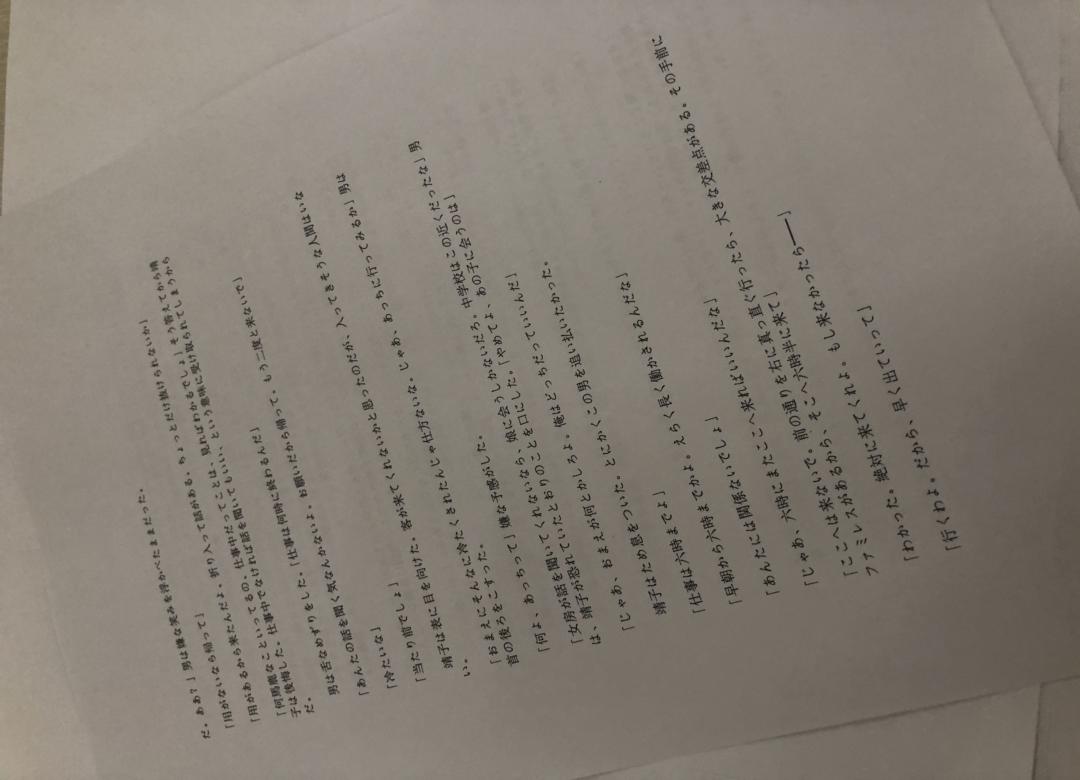 だ。ああ?」男は嫌な笑みを浮かべたままだった。
「用がないなら帰って」
「用があるから来たんだよ。折り入って話がある。ちょっとだけ抜けられないか」
「何馬鹿なこといってるの。仕事中だってことは、見ればわかるでしょ」そう答えてから靖
子は後悔した。仕事中でなければ話を聞いてもいい、という意味に受け取られてしまうから
だ。
男は舌なめずりをした。「仕事は何時に終わるんだ」
「あんたの話を聞く気なんかないよ。お願いだから帰って。もう二度と来ないで」
「冷たいな」
「当たり前でしょ」
靖子は表に目を向けた。客が来てくれないかと思ったのだが、入ってきそうな人間はいな
い。
「おまえにそんなに冷たくされたんじゃ仕方ないな。じゃあ、あっちに行ってみるか」男は
首の後ろをこすった。
「何よ、あっちって」嫌な予感がした。
「女房が話を聞いてくれないなら、娘に会うしかないだろ。中学校はこの近くだったな」男
は、靖子が恐れていたとおりのことを口にした。「やめてよ、あの子に会うのは」
「じゃあ、おまえが何とかしろよ。俺はどっちだっていいんだ」
靖子はため息をついた。とにかくこの男を追い払いたかった。
「仕事は六時までよ」
「早朝から六時までかよ。えらく長く働かされるんだな」
「あんたには関係ないでしょ」
「じゃあ、六時にまたここへ来ればいいんだな」
「ここへは来ないで。前の通りを右に真っ直ぐ行ったら、大きな交差点がある。その手前に
ファミレスがあるから、そこへ六時半に来て」
「わかった。絶対に来てくれよ。もし来なかったら――」
「行くわよ。だから、早く出ていって」